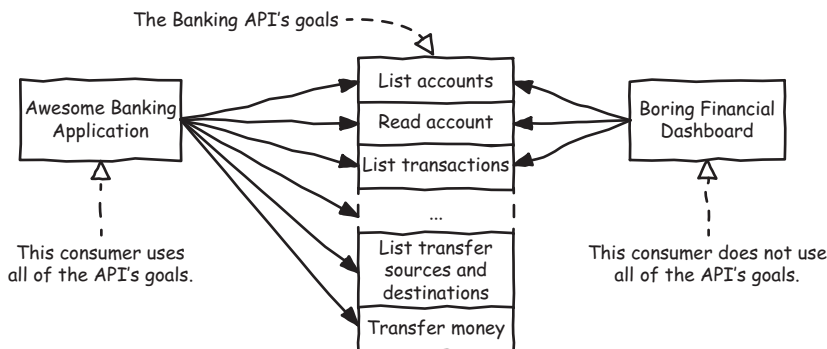 The Banking API's goals
List accounts
Awesome Banking
Application
Read account
Boring Financial
Dashboard
List transactions
...
This consumer uses
all of the API's goals.
List transfer
sources and
destinations
This consumer does not use
all of the API's goals.
Transfer money